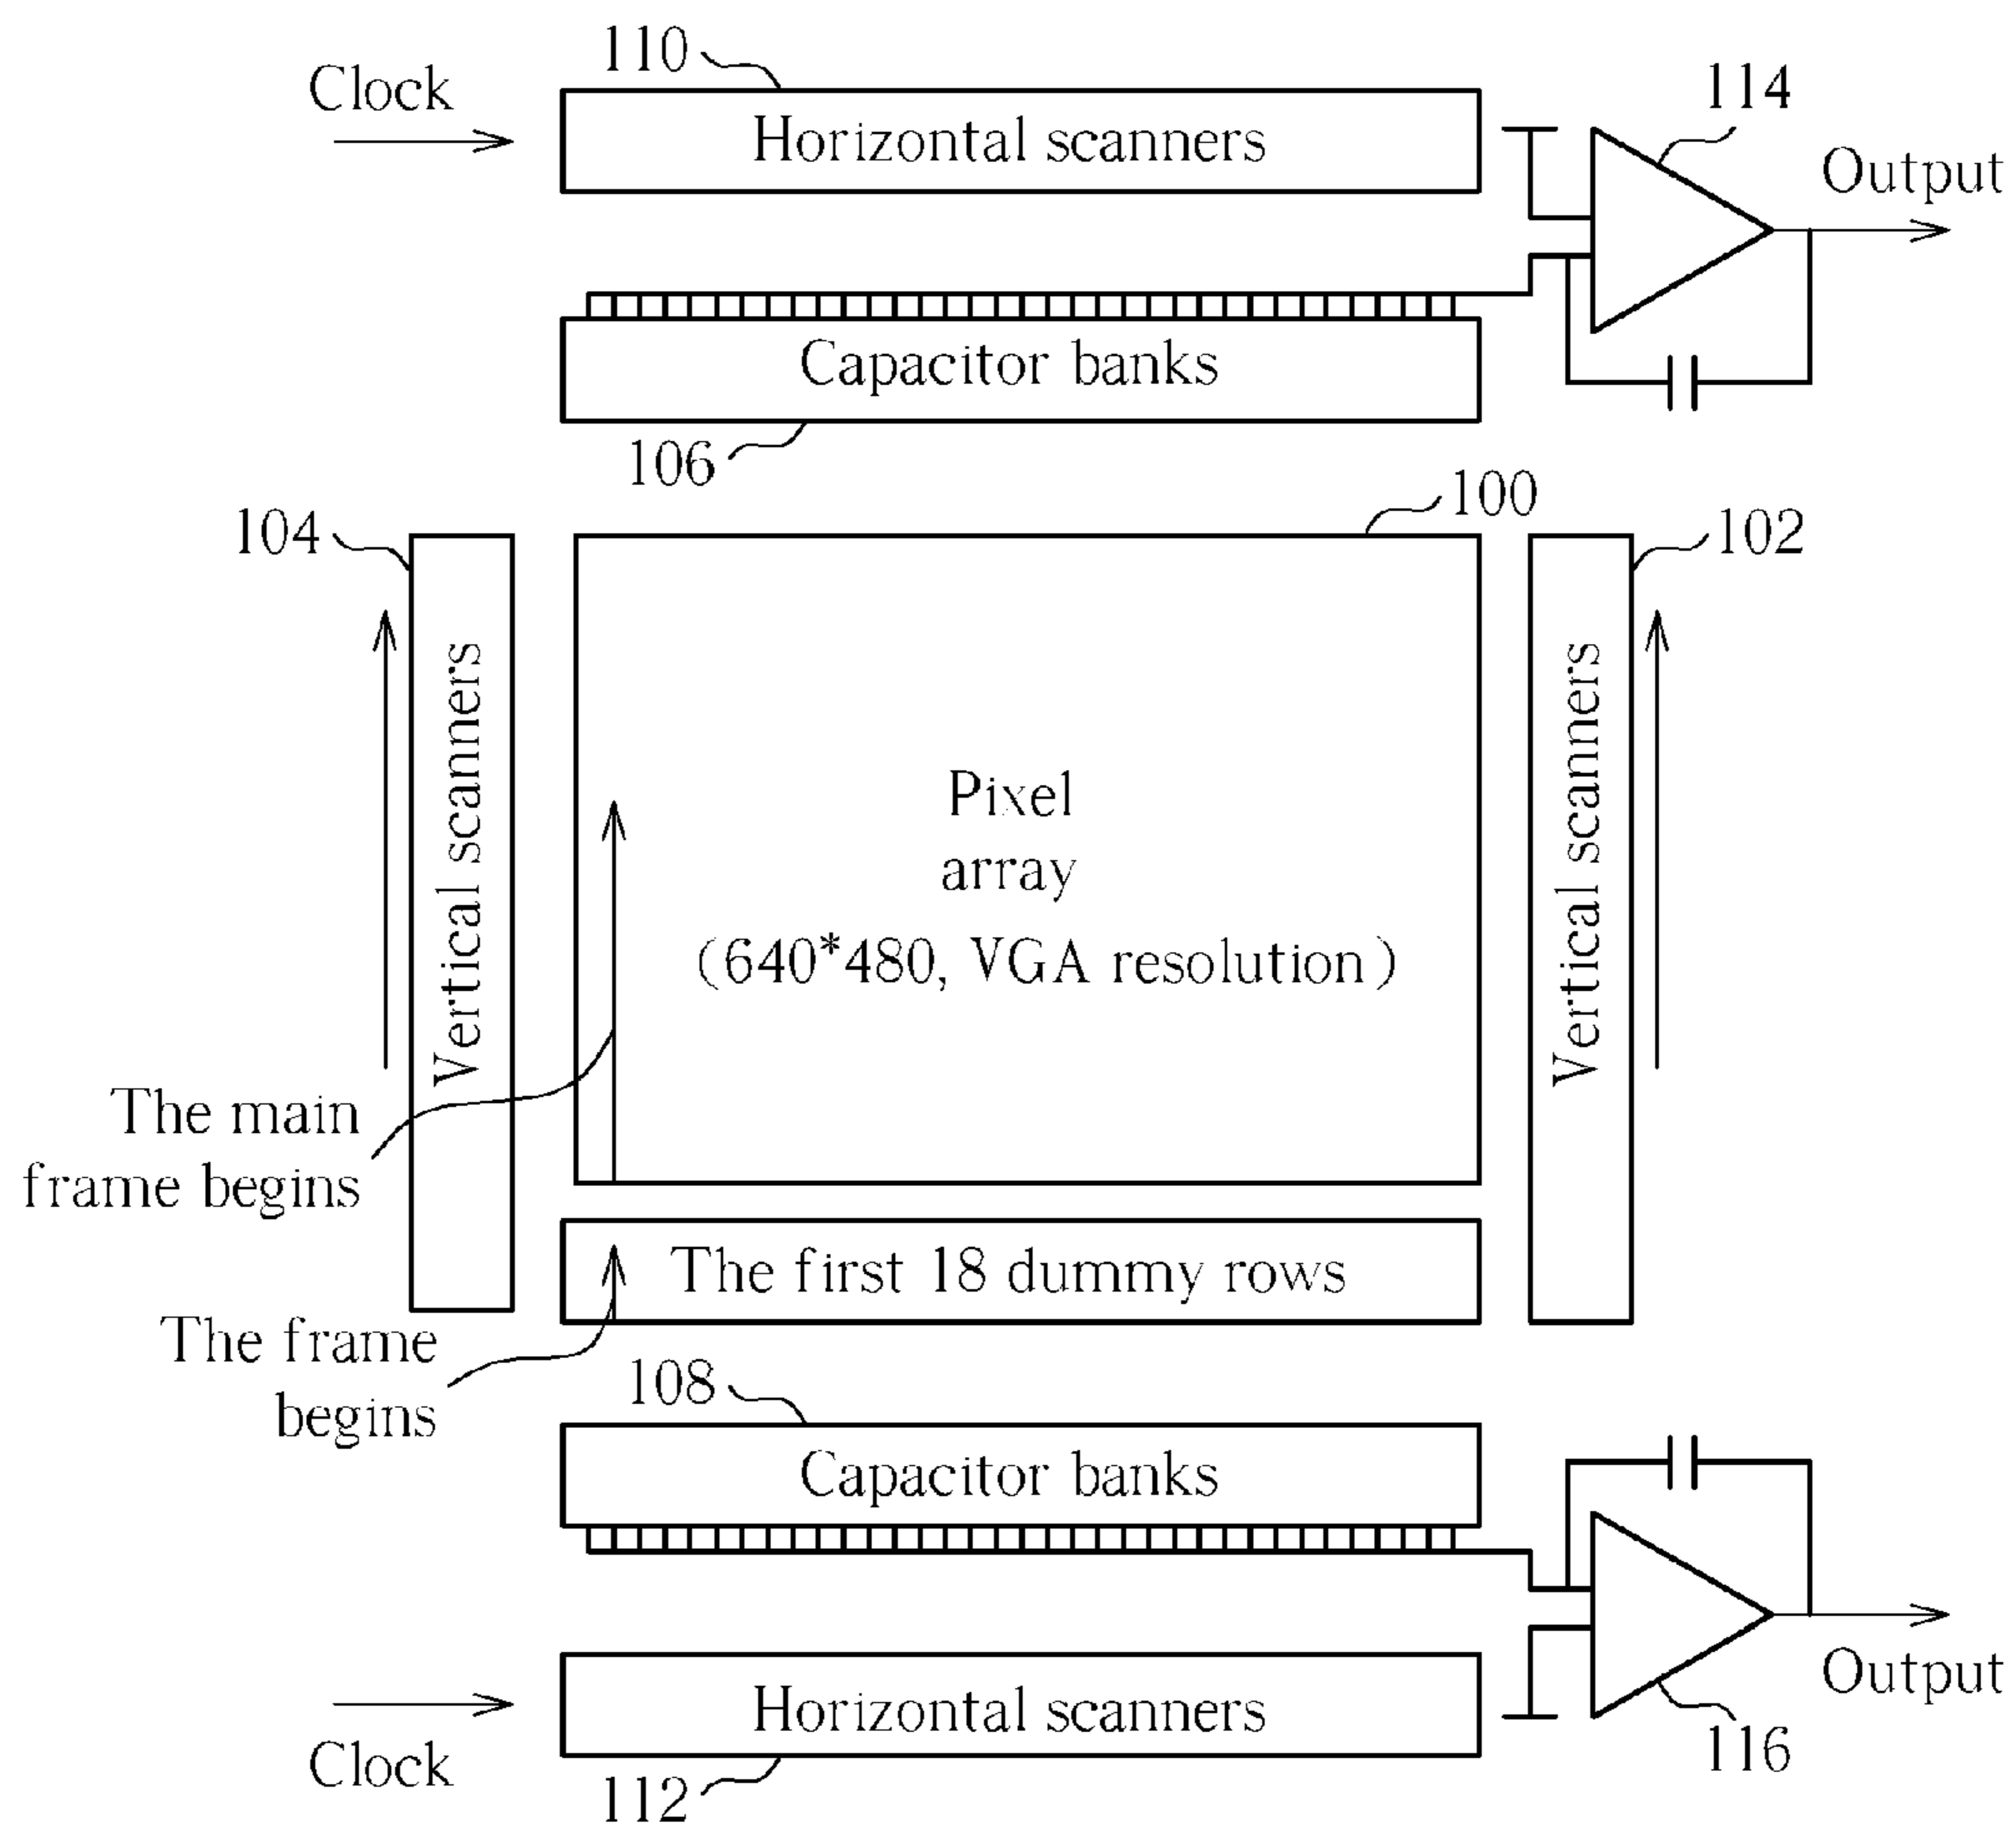 110
Clock
Horizontal scanners
114
Output
Capacitor banks
106
100
104
102
Vertical scanners
Vertical scanners
Pixel
array
(640*480, VGA resolution)
The main
frame begins
The first 18 dummy rows
The frame
begins
108
Capacitor banks
Horizontal scanners
Output
Clock
112
116